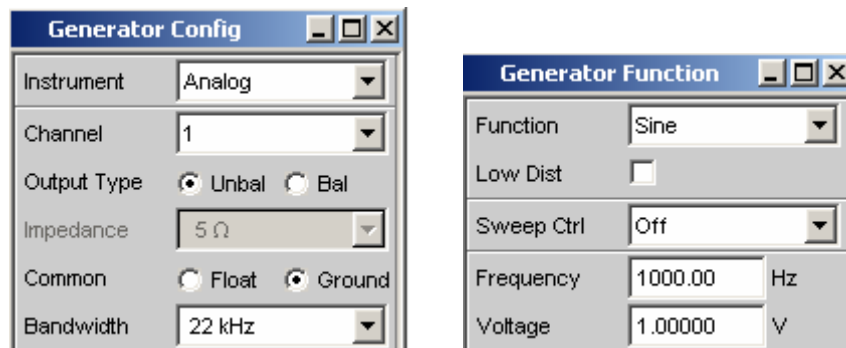 Generator Config
Instrument Analog
Channel 1
Output Type Unbal Bal
Impedance 5 Ω
Common Float Ground
Bandwidth 22 kHz
Generator Function
Function Sine
Low Dist
Sweep Ctrl Off
Frequency 1000.00 Hz
Voltage 1.00000 V